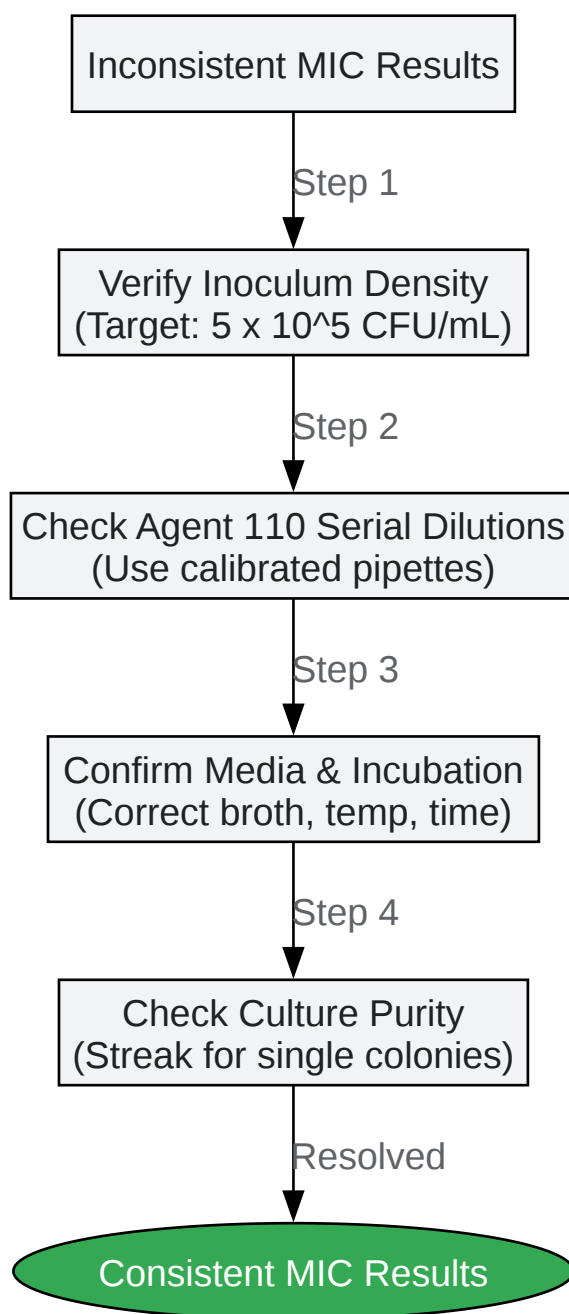 Inconsistent MIC Results
Step 1
Verify Inoculum Density
(Target: 5 x 10^5 CFU/mL)
Step 2
Check Agent 110 Serial Dilutions
(Use calibrated pipettes)
Step 3
Confirm Media & Incubation
(Correct broth, temp, time)
Step 4
Check Culture Purity
(Streak for single colonies)
Resolved
Consistent MIC Results